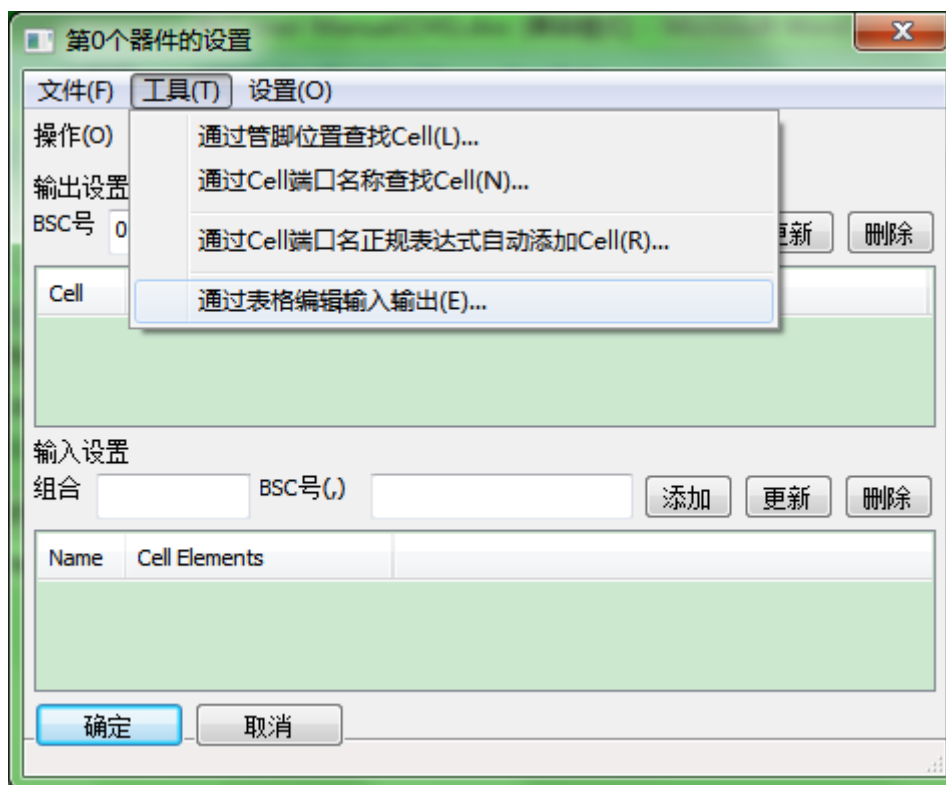 第0个器件的设置
文件(F) 工具(T) 设置(O)
操作(O)
通过管脚位置查找Cell(L)...
通过Cell端口名称查找Cell(N)...
通过Cell端口名正规表达式自动添加Cell(R)...
通过表格编辑输入输出(E)...
输出设置
BSC号 0 更新 删除
Cell
输入设置
组合 BSC号(,) 添加 更新 删除
Name Cell Elements
确定 取消